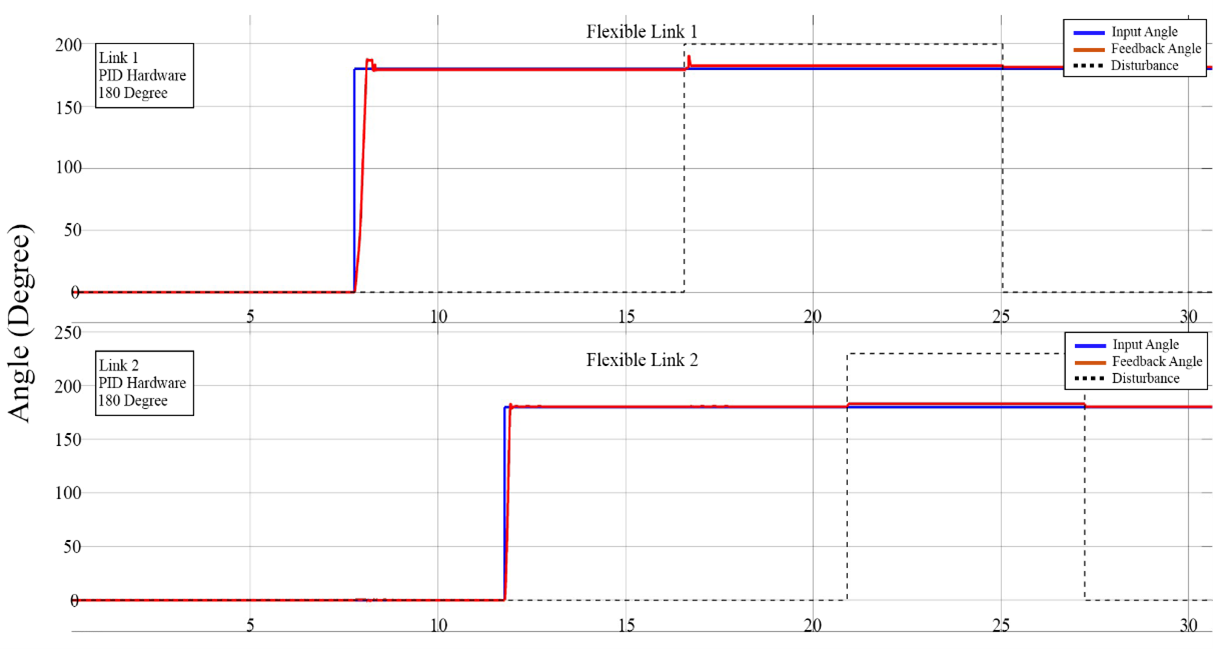 Flexible Link 1
Link 1
PID Hardware
180 Degree
Input Angle
Feedback Angle
Disturbance
200
150
100
50
0
5 10 15 20 25 30
Angle (Degree)
Flexible Link 2
Link 2
PID Hardware
180 Degree
Input Angle
Feedback Angle
Disturbance
250
200
150
100
50
0
5 10 15 20 25 30